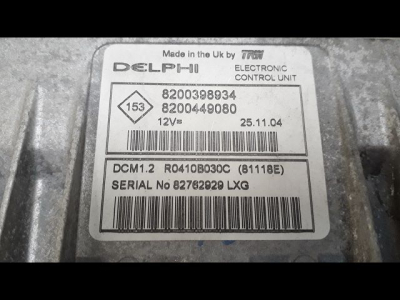 Made in the Uk by TRW
DELPHI ELECTRONIC
CONTROL UNIT
153
8200398934
8200449080
12V= 25.11.04
DCM1.2 R0410B030C (81118E)
SERIAL No 82762929 LXG